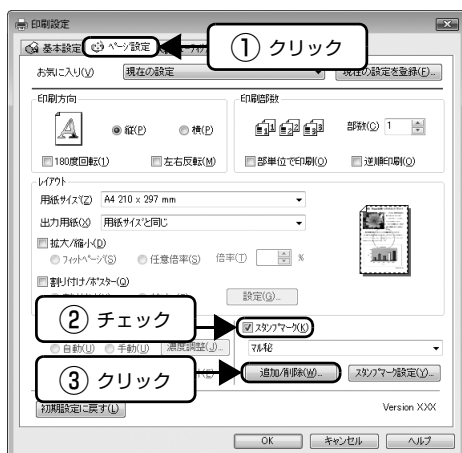 印刷設定
基本設定 ページ設定 ① クリック
お気に入り(V) 現在の設定 現在の設定を登録(F)...
印刷方向
縦(P) 横(R)
180度回転(1) 左右反転(M)
印刷部数
部数(C) 1
部単位で印刷(O) 逆順印刷(Q)
レイアウト
用紙サイズ(Z) A4 210 x 297 mm
出力用紙(X) 用紙サイズと同じ
拡大/縮小(D)
フィットページ(S) 任意倍率(S) 倍率(T) %
割り付け/ポスター(Q)
設定(G)...
② チェック
スタンプマーク(K)
自動(U) 手動(U) 濃度調整(J)...
マル秘
③ クリック
追加/削除(W)... スタンプマーク設定(Y)...
初期設定に戻す(L)
Version XXX
OK キャンセル ヘルプ